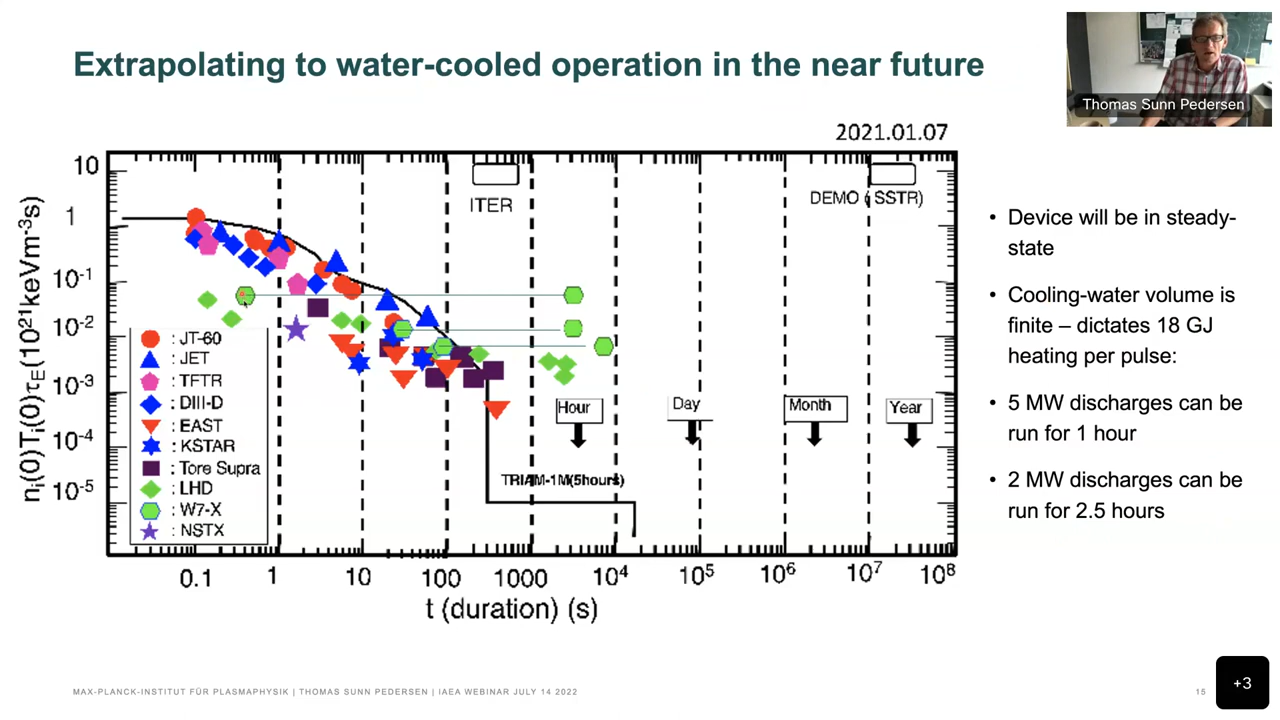 Extrapolating to water-cooled operation in the near future
Thomas Sunn Pedersen
2021.01.07
n_i(0)T_i(0)τ_E(10²¹keVm⁻³s)
10
1
10⁻¹
10⁻²
10⁻³
10⁻⁴
10⁻⁵
ITER
DEMO (SSTR)
: JT-60
: JET
: TFTR
: DIII-D
: EAST
: KSTAR
: Tore Supra
: LHD
: W7-X
: NSTX
Hour
Day
Month
Year
TRIAM-1M(5hours)
0.1 1 10 100 1000 10⁴ 10⁵ 10⁶ 10⁷ 10⁸
t (duration) (s)
• Device will be in steady-
state
• Cooling-water volume is
finite – dictates 18 GJ
heating per pulse:
• 5 MW discharges can be
run for 1 hour
• 2 MW discharges can be
run for 2.5 hours
MAX-PLANCK-INSTITUT FÜR PLASMAPHYSIK | THOMAS SUNN PEDERSEN | IAEA WEBINAR JULY 14 2022
15
+3